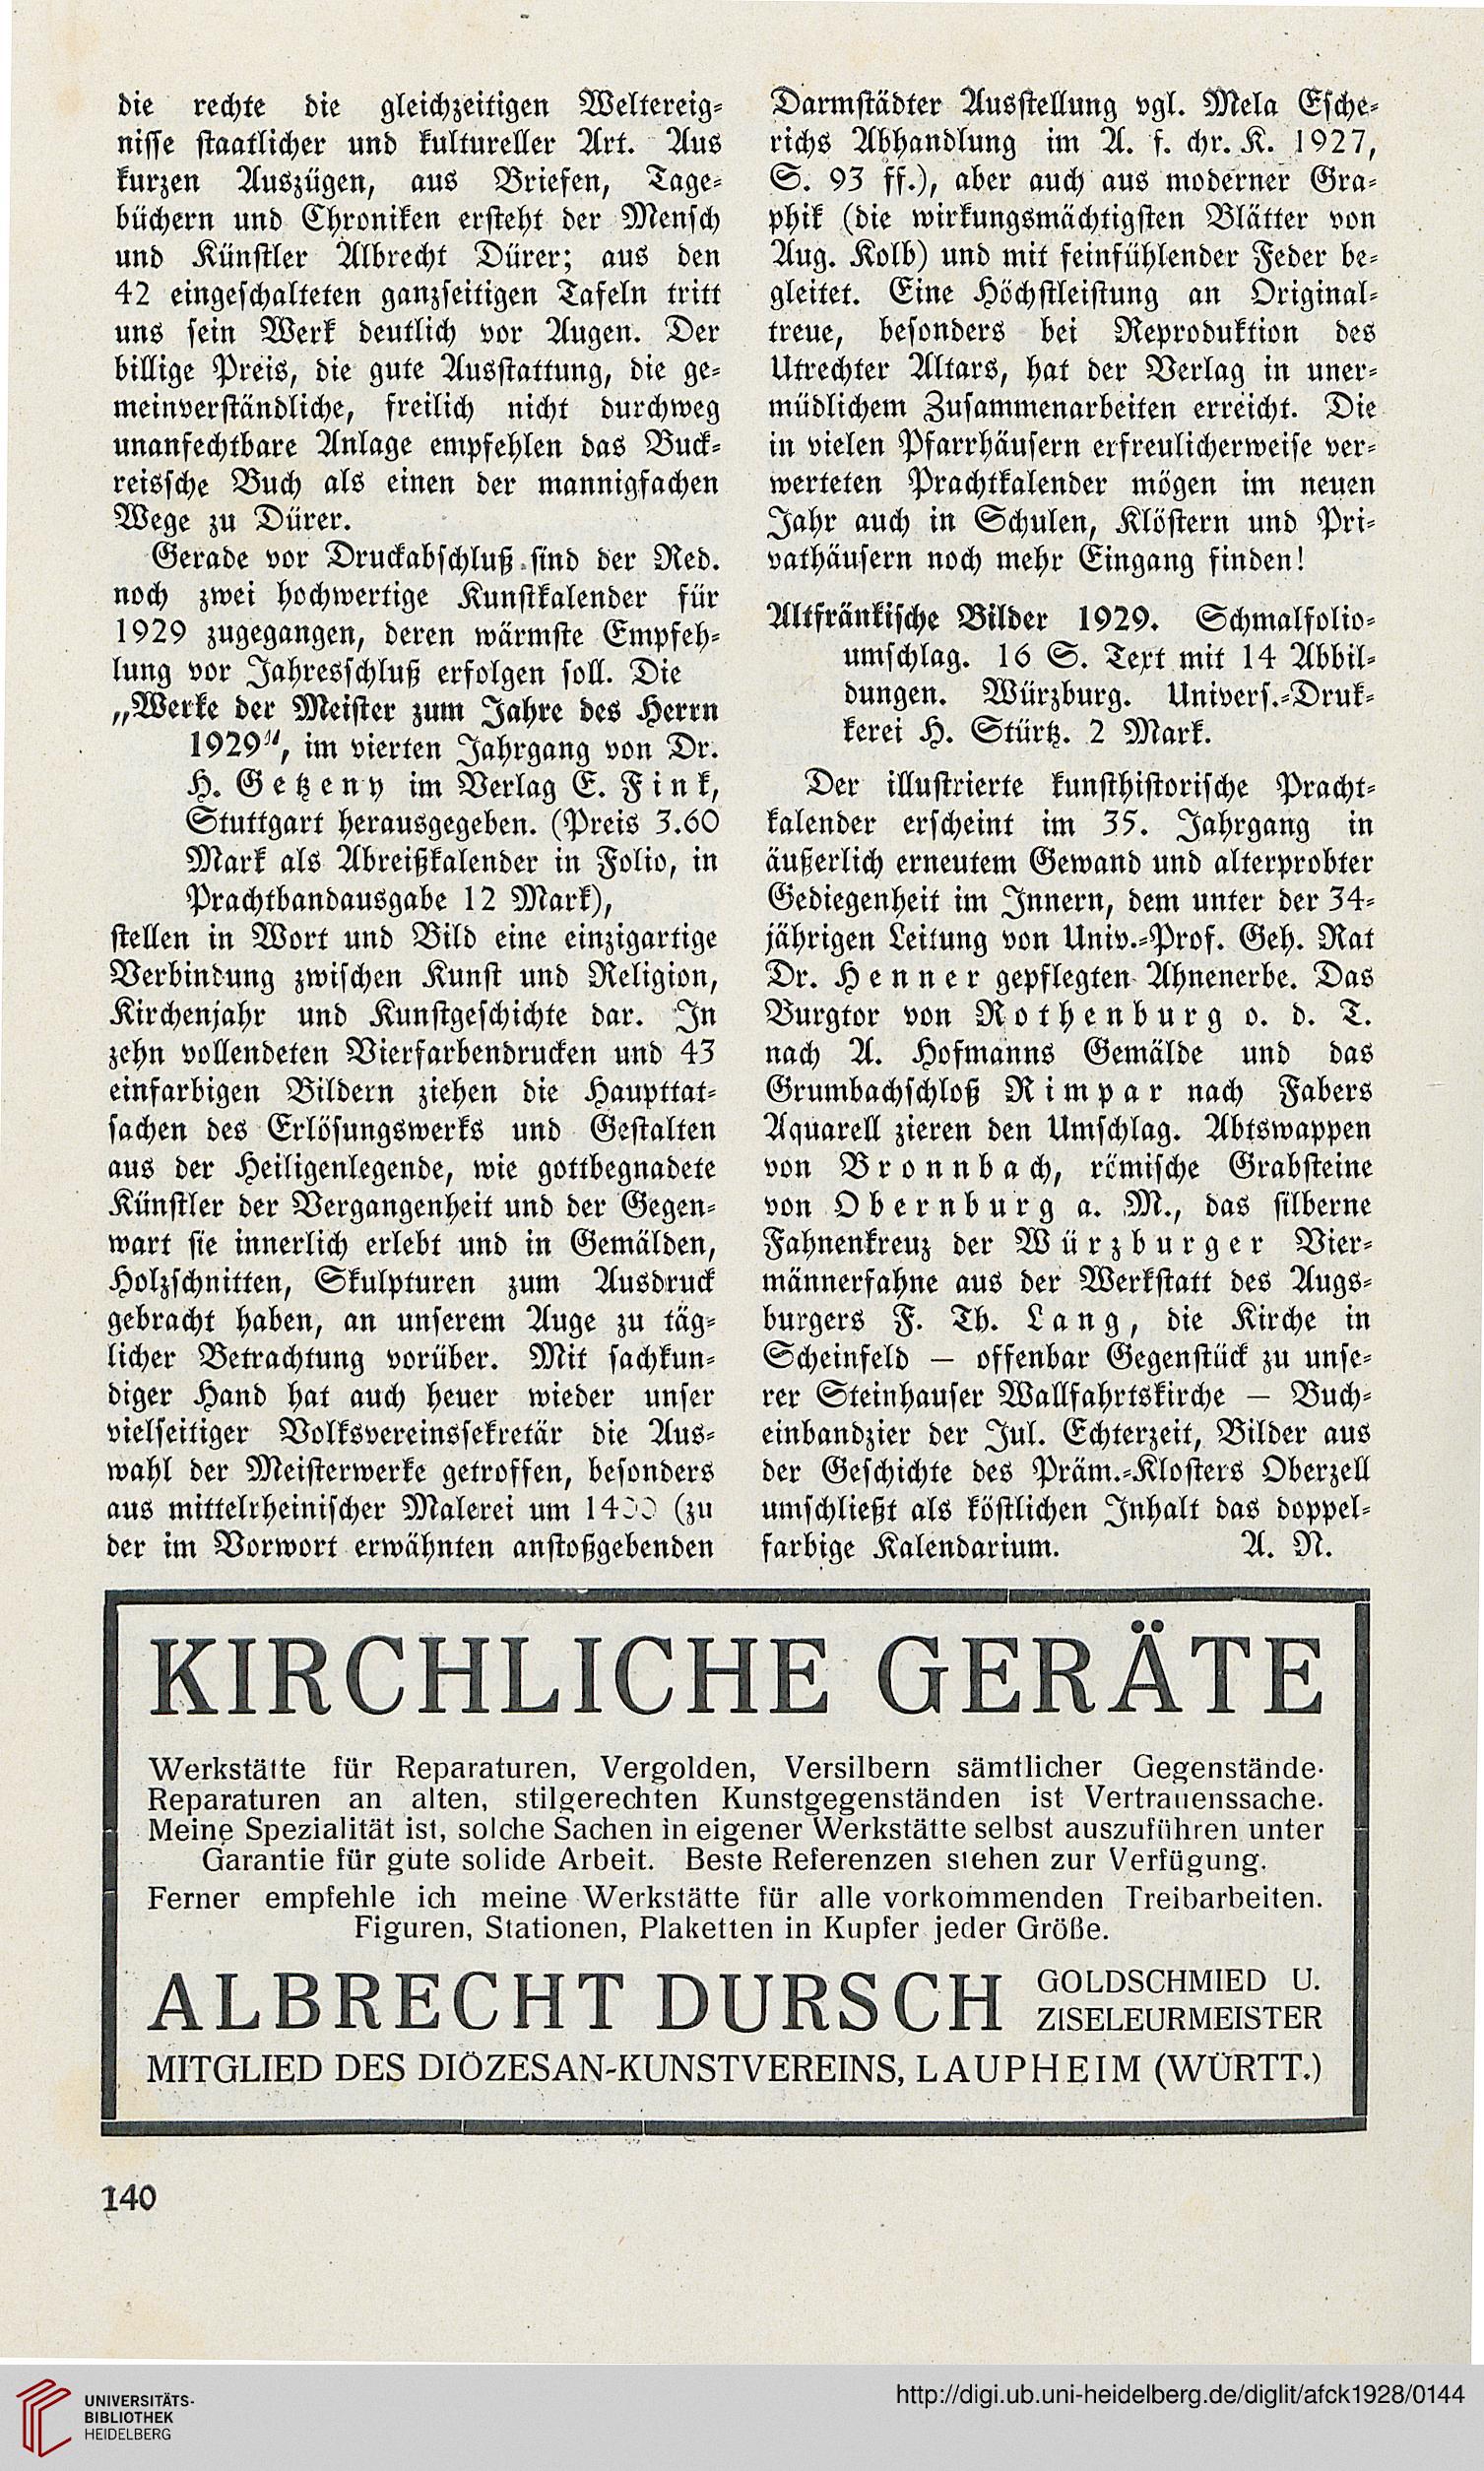 die rechte die gleichzeitigen Weltereig-
nisse staatlicher und kultureller Art. Aus
kurzen Auszügen, aus Briefen, Tage-
büchern und Chroniken ersteht der Mensch
und Künstler Albrecht Dürer; aus den
42 eingeschalteten ganzseitigen Tafeln tritt
uns sein Werk deutlich vor Augen. Der
billige Preis, die gute Ausstattung, die ge-
meinverständliche, freilich nicht durchweg
unanfechtbare Anlage empfehlen das Buck-
reissche Buch als einen der mannigfachen
Wege zu Dürer.
Gerade vor Druckabschluß sind der Red.
noch zwei hochwertige Kunstkalender für
1929 zugegangen, deren wärmste Empfeh-
lung vor Jahresschluß erfolgen soll. Die
„Werke der Meister zum Jahre des Herrn
1929“, im vierten Jahrgang von Dr.
H. Getzeny im Verlag E. Fink,
Stuttgart herausgegeben. (Preis 3.60
Mark als Abreißkalender in Folio, in
Prachtbandausgabe 12 Mark),
stellen in Wort und Bild eine einzigartige
Verbindung zwischen Kunst und Religion,
Kirchenjahr und Kunstgeschichte dar. In
zehn vollendeten Vierfarbendrucken und 43
einfarbigen Bildern ziehen die Haupttat-
sachen des Erlösungswerks und Gestalten
aus der Heiligenlegende, wie gottbegnadete
Künstler der Vergangenheit und der Gegen-
wart sie innerlich erlebt und in Gemälden,
Holzschnitten, Skulpturen zum Ausdruck
gebracht haben, an unserem Auge zu täg-
licher Betrachtung vorüber. Mit sachkun-
diger Hand hat auch heuer wieder unser
vielseitiger Volksvereinssekretär die Aus-
wahl der Meisterwerke getroffen, besonders
aus mittelrheinischer Malerei um 1400 (zu
der im Vorwort erwähnten anstoßgebenden
Darmstädter Ausstellung vgl. Mela Esche-
richs Abhandlung im A. f. chr. K. 1927,
S. 93 ff.), aber auch aus moderner Gra-
phik (die wirkungsmächtigsten Blätter von
Aug. Kolb) und mit feinfühlender Feder be-
gleitet. Eine Höchstleistung an Original-
treue, besonders bei Reproduktion des
Utrechter Altars, hat der Verlag in uner-
müdlichem Zusammenarbeiten erreicht. Die
in vielen Pfarrhäusern erfreulicherweise ver-
werteten Prachtkalender mögen im neuen
Jahr auch in Schulen, Klöstern und Pri-
vathäusern noch mehr Eingang finden!
Altfränkische Bilder 1929. Schmalfolio-
umschlag. 16 S. Text mit 14 Abbil-
dungen. Würzburg. Univers.-Druk-
kerei H. Stürtz. 2 Mark.
Der illustrierte kunsthistorische Pracht-
kalender erscheint im 35. Jahrgang in
äußerlich erneutem Gewand und alterprobter
Gediegenheit im Innern, dem unter der 34-
jährigen Leitung von Univ.-Prof. Geh. Rat
Dr. Henner gepflegten Ahnenerbe. Das
Burgtor von Rothenburg o. d. T.
nach A. Hofmanns Gemälde und das
Grumbachschloß Rimpar nach Fabers
Aquarell zieren den Umschlag. Abtswappen
von Bronnbach, römische Grabsteine
von Obernburg a. M., das silberne
Fahnenkreuz der Würzburger Vier-
männerfahne aus der Werkstatt des Augs-
burgers F. Th. Lang, die Kirche in
Scheinfeld — offenbar Gegenstück zu unse-
rer Steinhauser Wallfahrtskirche — Buch-
einbandzier der Jul. Echterzeit, Bilder aus
der Geschichte des Präm.-Klosters Oberzell
umschließt als köstlichen Inhalt das doppel-
farbige Kalendarium. A. N.
KIRCHLICHE GERÄTE
Werkstätte für Reparaturen, Vergolden, Versilbern sämtlicher Gegenstände.
Reparaturen an alten, stilgerechten Kunstgegenständen ist Vertrauenssache.
Meine Spezialität ist, solche Sachen in eigener Werkstätte selbst auszuführen unter
Garantie für gute solide Arbeit. Beste Referenzen stehen zur Verfügung.
Ferner empfehle ich meine Werkstätte für alle vorkommenden Treibarbeiten.
Figuren, Stationen, Plaketten in Kupfer jeder Größe.
ALBRECHT DURSCH GOLDSCHMIED U.
ZISELEURMEISTER
MITGLIED DES DIÖZESAN-KUNSTVEREINS, LAUPHEIM (WÜRTT.)
140
UNIVERSITÄTS-
BIBLIOTHEK
HEIDELBERG
http://digi.ub.uni-heidelberg.de/diglit/afck1928/0144